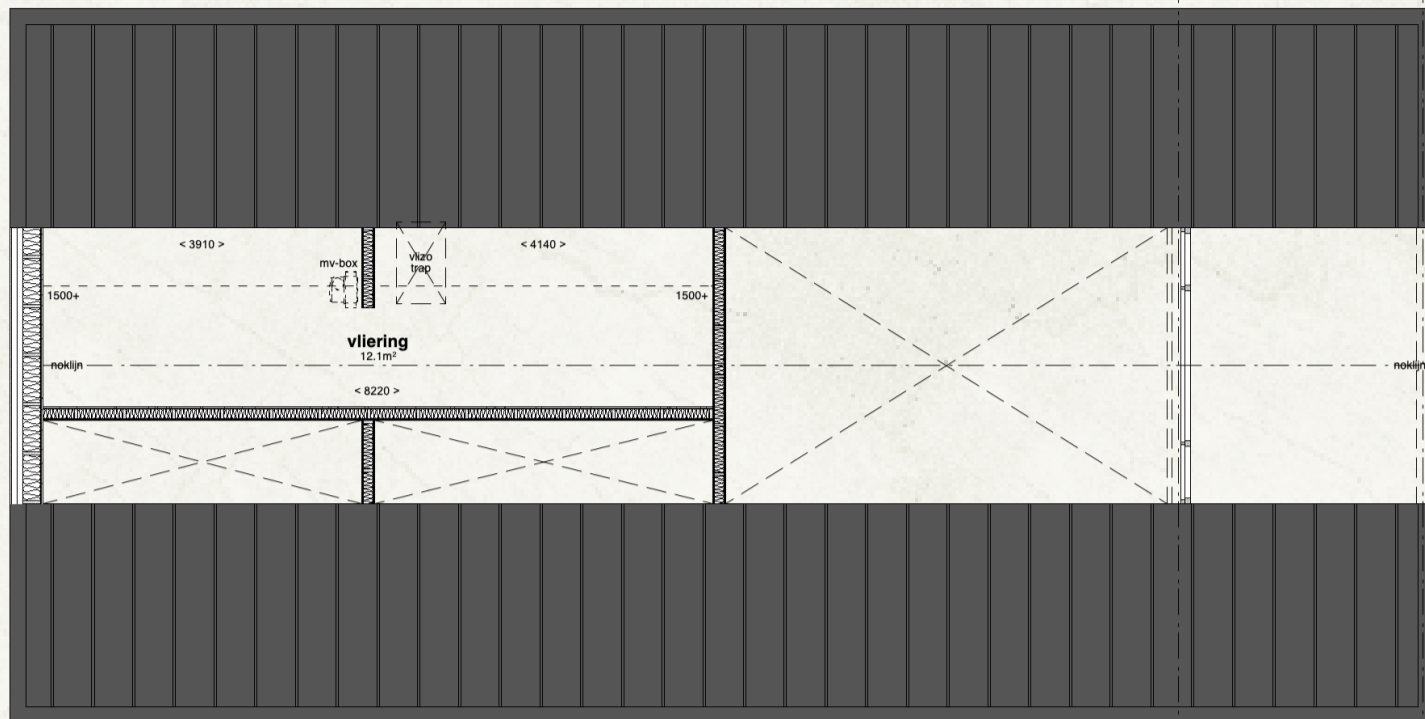 < 3910 >
< 4140 >
mv-box
vlizo
trap
1500+
1500+
vliering
12.1m²
noklijn
noklijn
< 8220 >